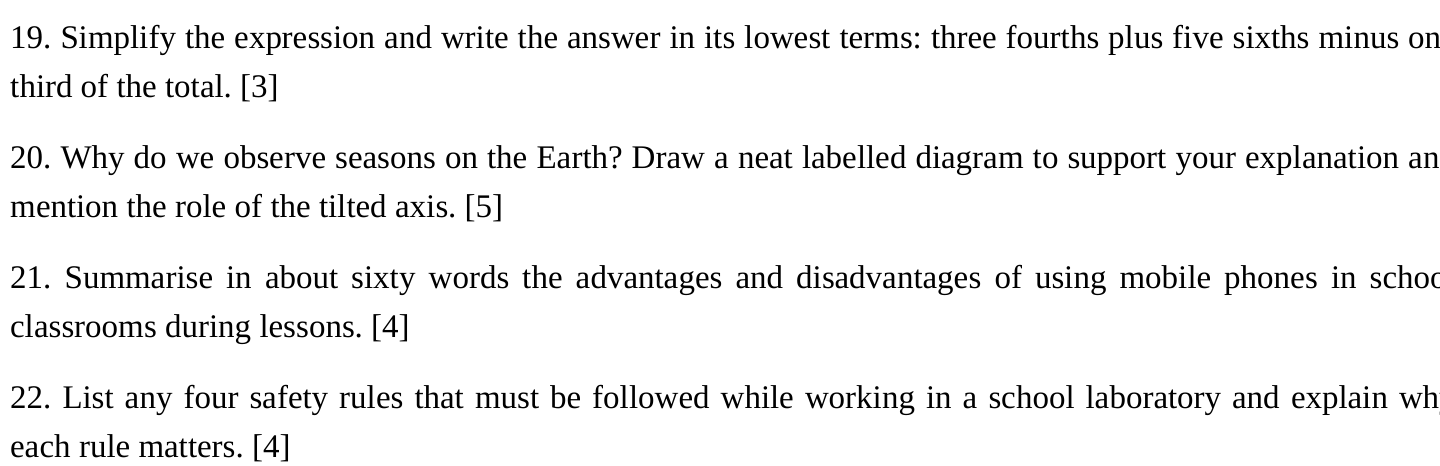 19. Simplify the expression and write the answer in its lowest terms: three fourths plus five sixths minus
third of the total. [3]
20. Why do we observe seasons on the Earth? Draw a neat labelled diagram to support your explanation
mention the role of the tilted axis. [5]
21. Summarise in about sixty words the advantages and disadvantages of using mobile phones in
classrooms during lessons. [4]
22. List any four safety rules that must be followed while working in a school laboratory and explain
each rule matters. [4]